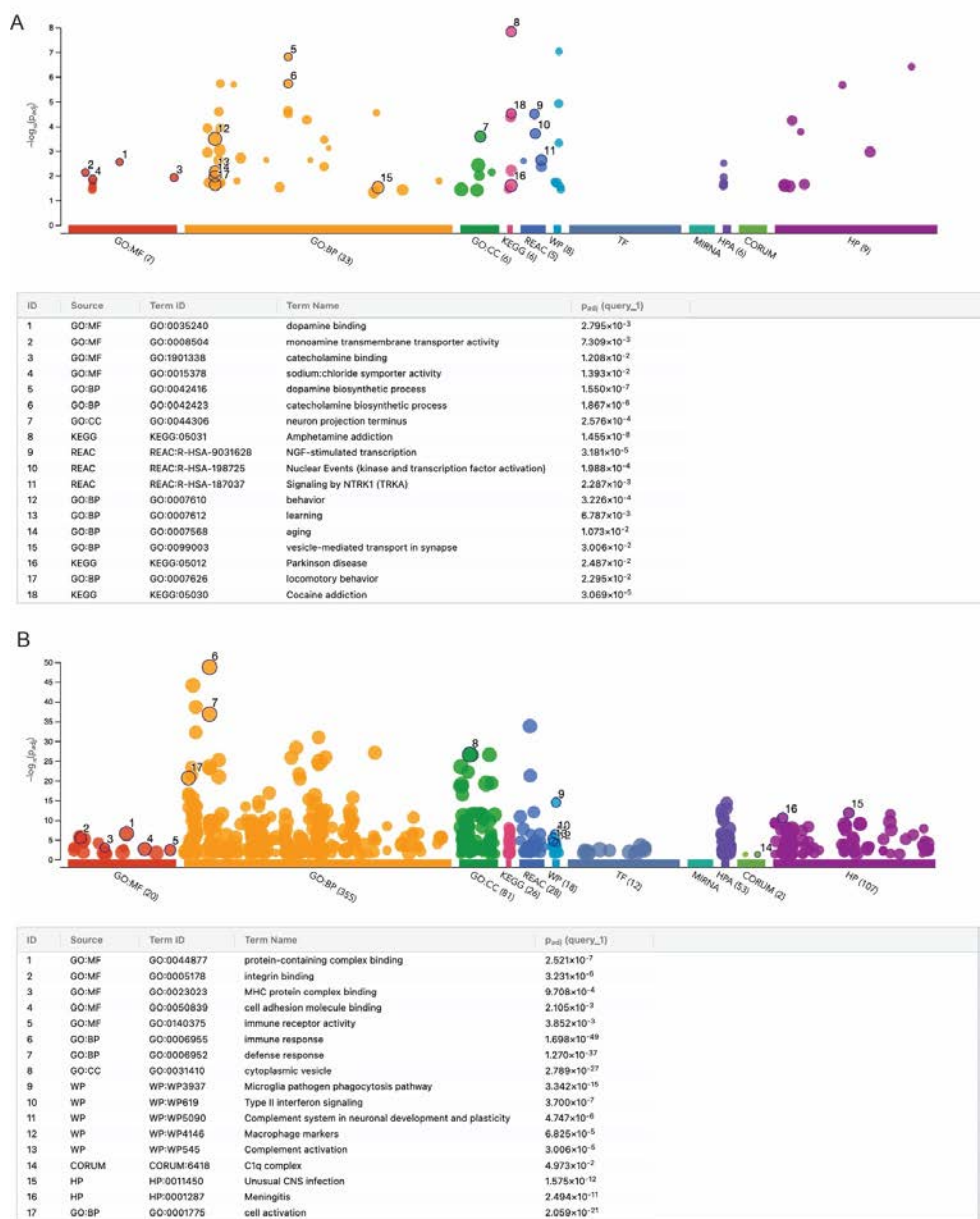 A
8
7
6
5
4
3
2
1
0
-log10(padj)
1
2
3
4
5
6
7
8
9
10
11
12
13
14
15
16
17
18
GO:MF (7)
GO:BP (33)
GO:CC (6)
KEGG (6)
REAC (5)
WP (8)
TF
MIRNA
HPA (6)
CORUM
HP (9)
ID Source Term ID Term Name padj (query_1)
1 GO:MF GO:0035240 dopamine binding 2.795×10-3
2 GO:MF GO:0008504 monoamine transmembrane transporter activity 7.309×10-3
3 GO:MF GO:1901338 catecholamine binding 1.208×10-2
4 GO:MF GO:0015378 sodium:chloride symporter activity 1.393×10-2
5 GO:BP GO:0042416 dopamine biosynthetic process 1.550×10-7
6 GO:BP GO:0042423 catecholamine biosynthetic process 1.867×10-6
7 GO:CC GO:0044306 neuron projection terminus 2.576×10-4
8 KEGG KEGG:05031 Amphetamine addiction 1.455×10-8
9 REAC REAC:R-HSA-9031628 NGF-stimulated transcription 3.181×10-5
10 REAC REAC:R-HSA-198725 Nuclear Events (kinase and transcription factor activation) 1.988×10-4
11 REAC REAC:R-HSA-187037 Signaling by NTRK1 (TRKA) 2.287×10-3
12 GO:BP GO:0007610 behavior 3.226×10-4
13 GO:BP GO:0007612 learning 6.787×10-3
14 GO:BP GO:0007568 aging 1.073×10-2
15 GO:BP GO:0099003 vesicle-mediated transport in synapse 3.006×10-2
16 KEGG KEGG:05012 Parkinson disease 2.487×10-2
17 GO:BP GO:0007626 locomotory behavior 2.295×10-2
18 KEGG KEGG:05030 Cocaine addiction 3.069×10-5
B
50
45
40
35
30
25
20
15
10
5
0
-log10(padj)
1
2
3
4
5
6
7
8
9
10
12
14
15
16
17
GO:MF (20)
GO:BP (355)
GO:CC (81)
KEGG (26)
REAC (28)
WP (18)
TF (12)
MIRNA
HPA (53)
CORUM (2)
HP (107)
ID Source Term ID Term Name padj (query_1)
1 GO:MF GO:0044877 protein-containing complex binding 2.521×10-7
2 GO:MF GO:0005178 integrin binding 3.231×10-6
3 GO:MF GO:0023023 MHC protein complex binding 9.708×10-4
4 GO:MF GO:0050839 cell adhesion molecule binding 2.105×10-3
5 GO:MF GO:0140375 immune receptor activity 3.852×10-3
6 GO:BP GO:0006955 immune response 1.698×10-49
7 GO:BP GO:0006952 defense response 1.270×10-37
8 GO:CC GO:0031410 cytoplasmic vesicle 2.789×10-27
9 WP WP:WP3937 Microglia pathogen phagocytosis pathway 3.342×10-15
10 WP WP:WP619 Type II interferon signaling 3.700×10-7
11 WP WP:WP5090 Complement system in neuronal development and plasticity 4.747×10-6
12 WP WP:WP4146 Macrophage markers 6.825×10-5
13 WP WP:WP545 Complement activation 3.006×10-5
14 CORUM CORUM:6418 C1q complex 4.973×10-2
15 HP HP:0011450 Unusual CNS infection 1.575×10-12
16 HP HP:0001287 Meningitis 2.494×10-11
17 GO:BP GO:0001775 cell activation 2.059×10-21